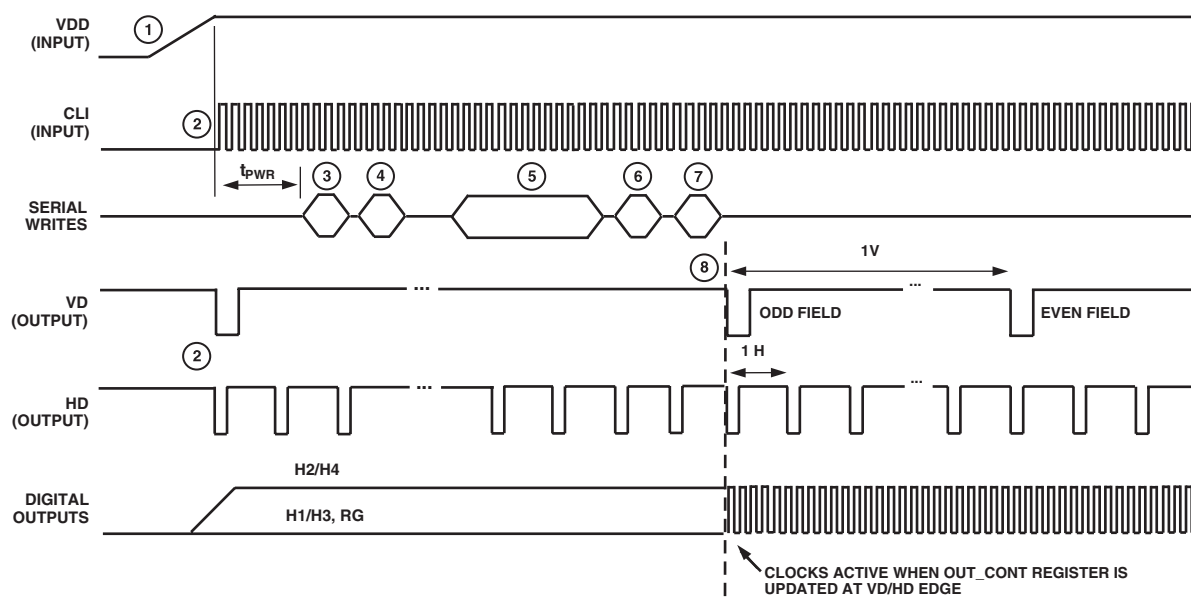 VDD
(INPUT)
1
CLI
(INPUT)
2
tPWR
3
4
5
6
7
SERIAL
WRITES
8
1V
...
...
VD
(OUTPUT)
ODD FIELD
EVEN FIELD
2
1 H
...
...
HD
(OUTPUT)
H2/H4
DIGITAL
OUTPUTS
H1/H3, RG
CLOCKS ACTIVE WHEN OUT_CONT REGISTER IS
UPDATED AT VD/HD EDGE